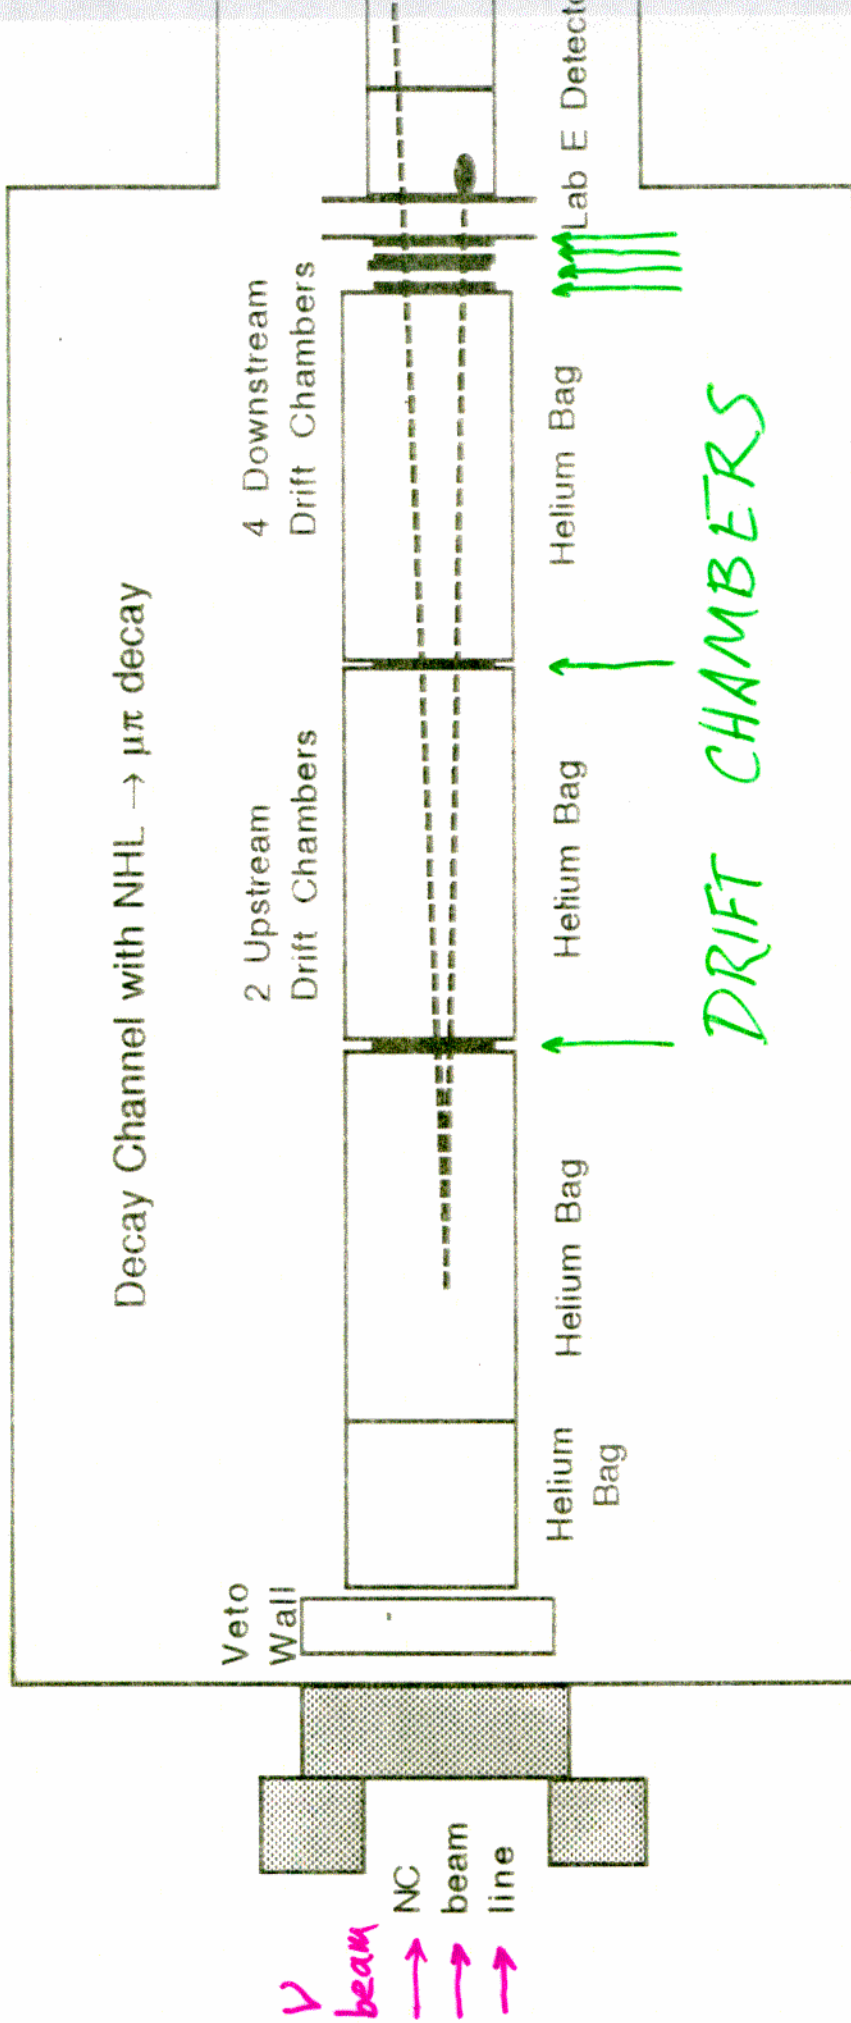 Decay Channel with NHL → μπ decay
Veto
Wall
2 Upstream
Drift Chambers
4 Downstream
Drift Chambers
ν
beam
NC
beam
line
Helium
Bag
Helium Bag
Helium Bag
Helium Bag
Lab E Detecto
DRIFT CHAMBERS